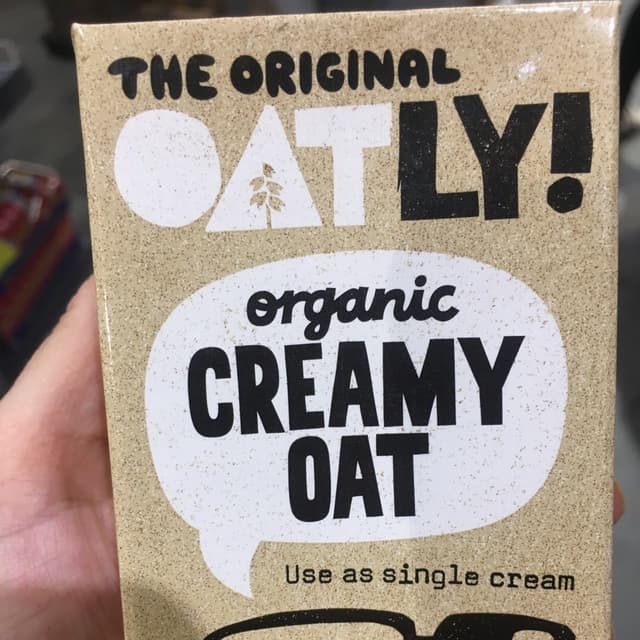 THE ORIGINAL
OATLY!
organic
CREAMY
OAT
Use as single cream